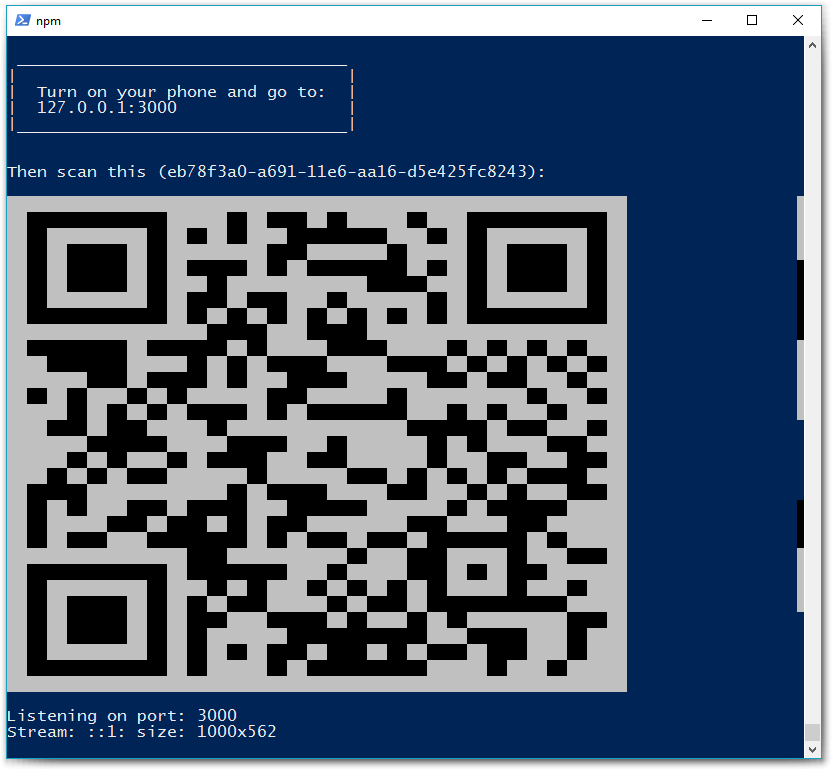 npm
Turn on your phone and go to:
127.0.0.1:3000
Then scan this (eb78f3a0-a691-11e6-aa16-d5e425fc8243):
Listening on port: 3000
Stream: ::1: size: 1000x562